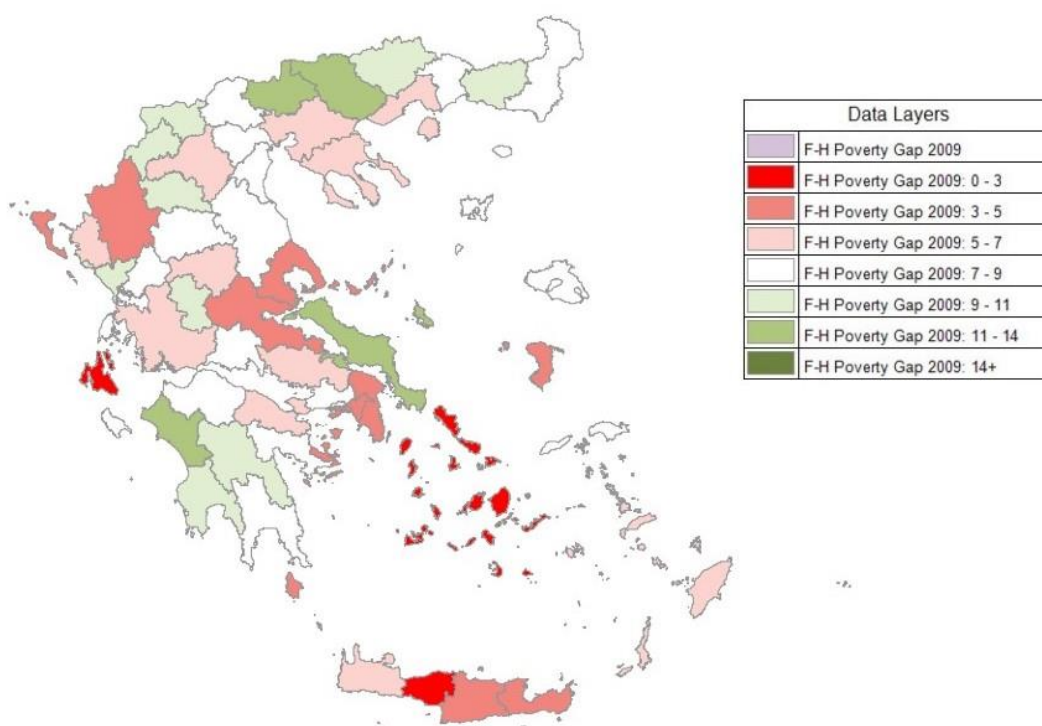 Data Layers
F-H Poverty Gap 2009
F-H Poverty Gap 2009: 0 - 3
F-H Poverty Gap 2009: 3 - 5
F-H Poverty Gap 2009: 5 - 7
F-H Poverty Gap 2009: 7 - 9
F-H Poverty Gap 2009: 9 - 11
F-H Poverty Gap 2009: 11 - 14
F-H Poverty Gap 2009: 14+